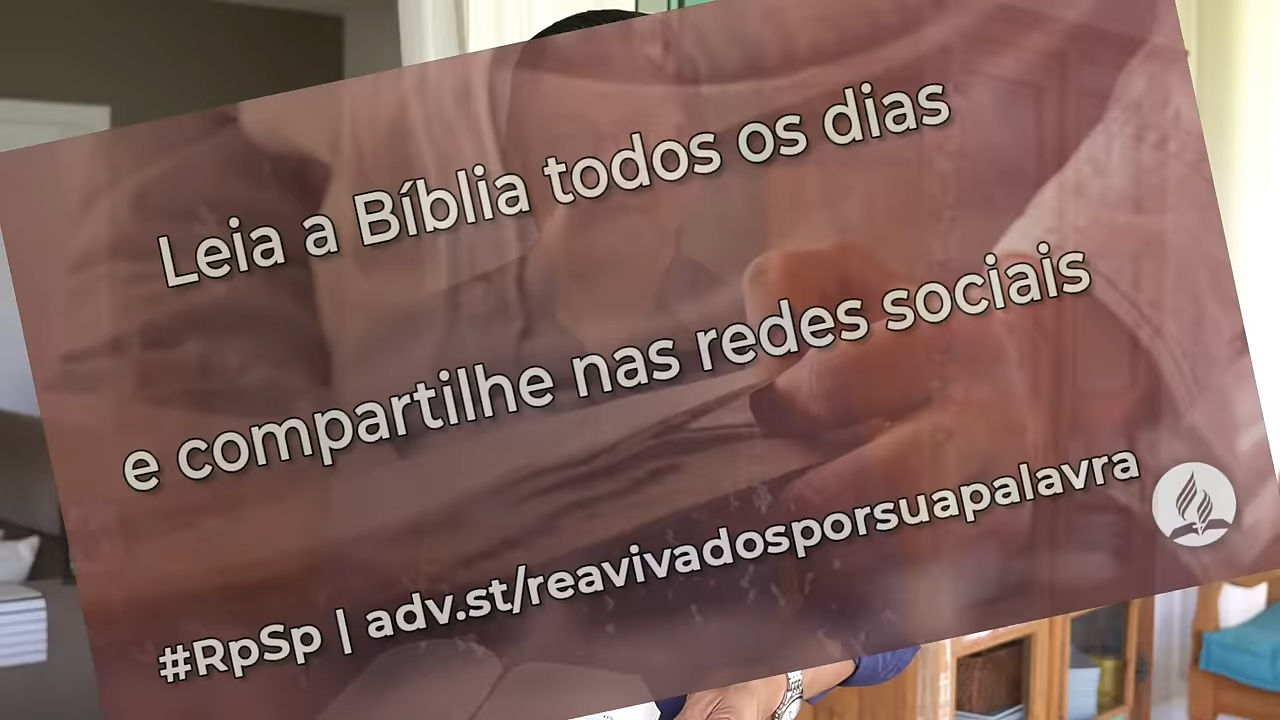 Leia a Bíblia todos os dias
e compartilhe nas redes sociais
#RpSp | adv.st/reavivadosporsuapalavra